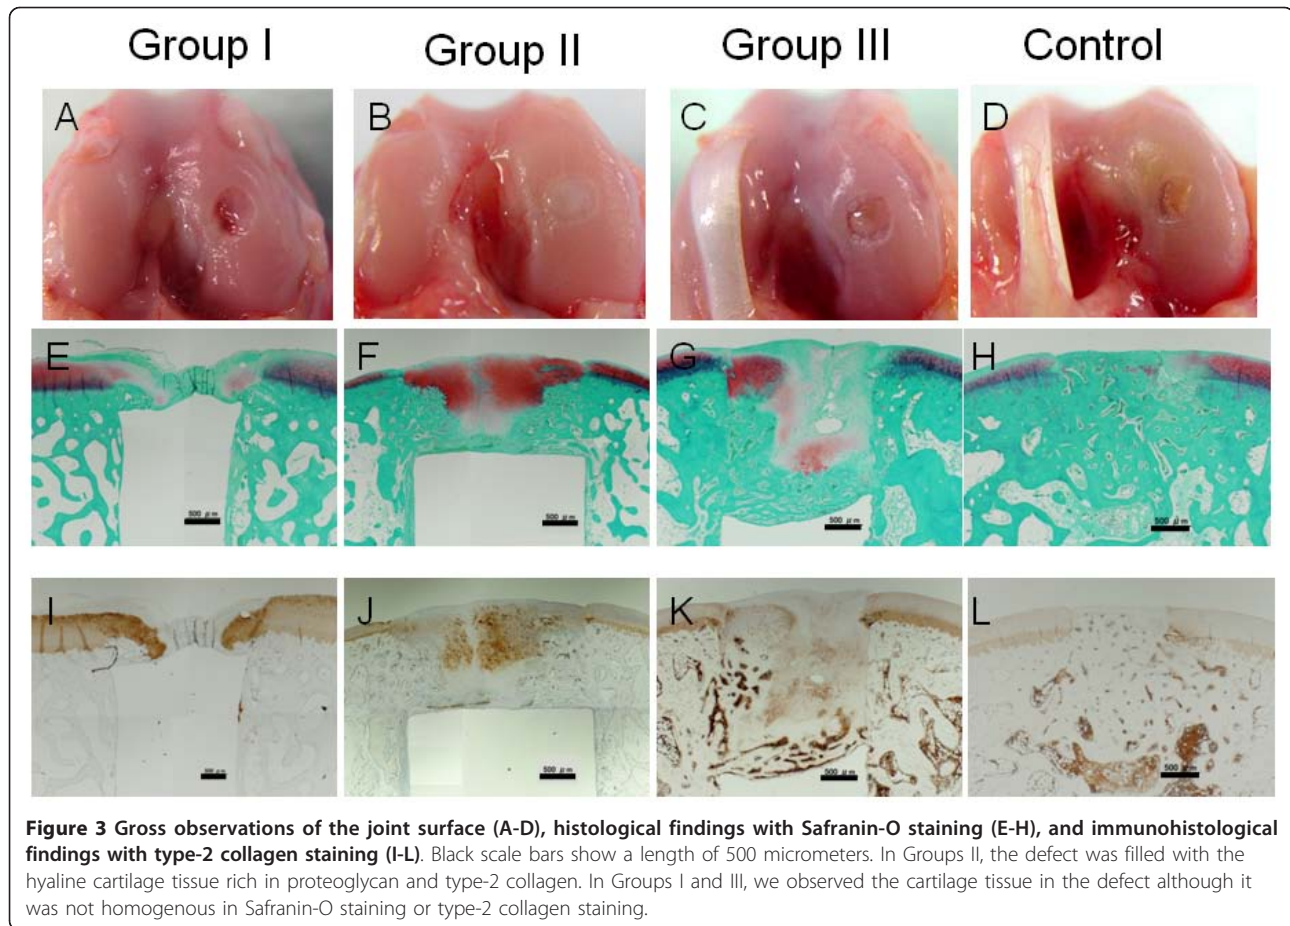 Group I Group II Group III Control
A B C D
E F G H
500 μm 500 μm 500 μm 500 μm
I J K L
500 μm 500 μm 500 μm
Figure 3 Gross observations of the joint surface (A-D), histological findings with Safranin-O staining (E-H), and immunohistological
findings with type-2 collagen staining (I-L). Black scale bars show a length of 500 micrometers. In Groups II, the defect was filled with the
hyaline cartilage tissue rich in proteoglycan and type-2 collagen. In Groups I and III, we observed the cartilage tissue in the defect although it
was not homogenous in Safranin-O staining or type-2 collagen staining.